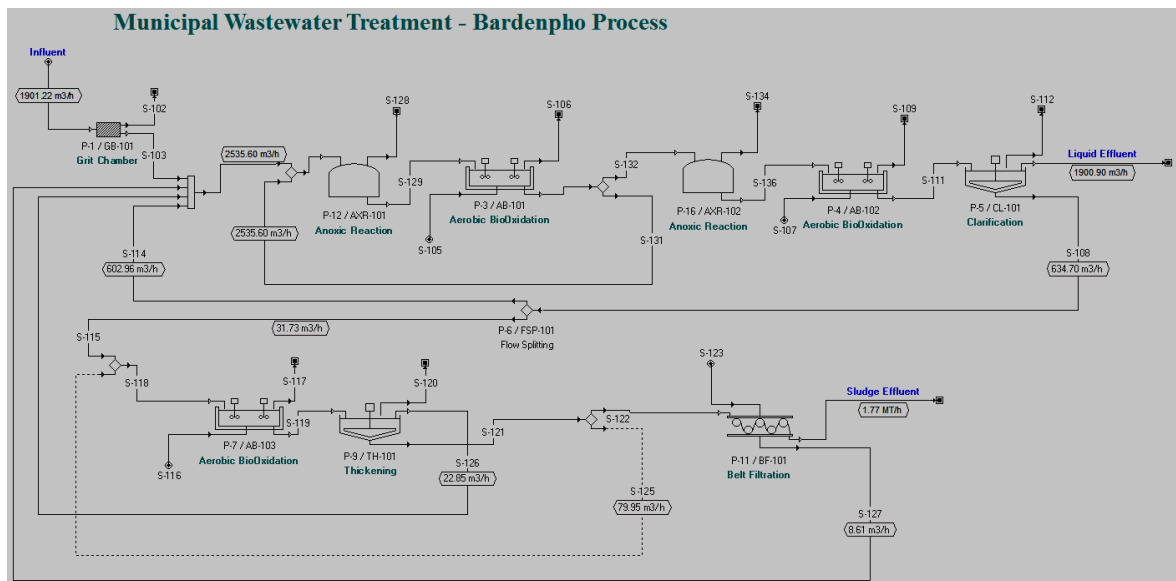 Municipal Wastewater Treatment - Bardenpho Process
Influent
1901.22 m3/h
S-102
P-1 / GB-101
Grit Chamber
S-103
2535.60 m3/h
S-128
P-12 / AXR-101
Anoxic Reaction
S-129
S-106
P-3 / AB-101
Aerobic BioOxidation
S-105
S-132
S-131
2535.60 m3/h
S-134
P-16 / AXR-102
Anoxic Reaction
S-136
S-109
P-4 / AB-102
Aerobic BioOxidation
S-107
S-111
S-112
P-5 / CL-101
Clarification
Liquid Effluent
1900.90 m3/h
S-108
634.70 m3/h
S-114
602.96 m3/h
P-6 / FSP-101
Flow Splitting
31.73 m3/h
S-115
S-118
S-117
P-7 / AB-103
Aerobic BioOxidation
S-116
S-119
S-120
P-9 / TH-101
Thickening
S-126
22.85 m3/h
S-121
S-122
S-125
79.95 m3/h
S-123
P-11 / BF-101
Belt Filtration
Sludge Effluent
1.77 MT/h
S-127
8.61 m3/h